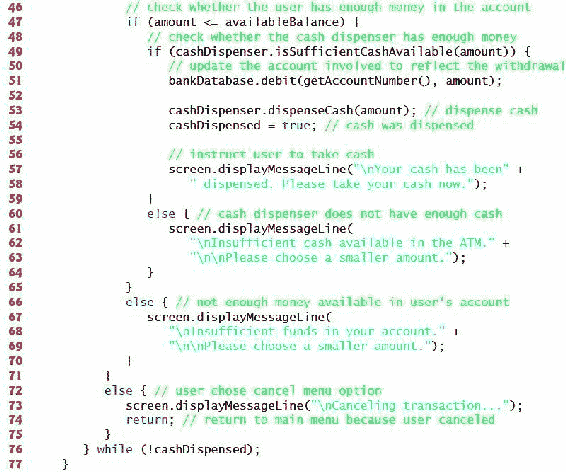 46 // check whether the user has enough money in the account
47 if (amount <= availableBalance) {
48 // check whether the cash dispenser has enough money
49 if (cashDispenser.isSufficientCashAvailable(amount)) {
50 // update the account involved to reflect the withdrawal
51 bankDatabase.debit(getAccountNumber(), amount);
52
53 cashDispenser.dispenseCash(amount); // dispense cash
54 cashDispensed = true; // cash was dispensed
55
56 // instruct user to take cash
57 screen.displayMessageLine("\nYour cash has been" +
58 " dispensed. Please take your cash now.");
59 }
60 else { // cash dispenser does not have enough cash
61 screen.displayMessageLine(
62 "\nInsufficient cash available in the ATM." +
63 "\n\nPlease choose a smaller amount.");
64 }
65 }
66 else { // not enough money available in user's account
67 screen.displayMessageLine(
68 "\nInsufficient funds in your account." +
69 "\n\nPlease choose a smaller amount.");
70 }
71 }
72 else { // user chose cancel menu option
73 screen.displayMessageLine("\nCanceling transaction...");
74 return; // return to main menu because user canceled
75 }
76 } while (!cashDispensed);
77 }